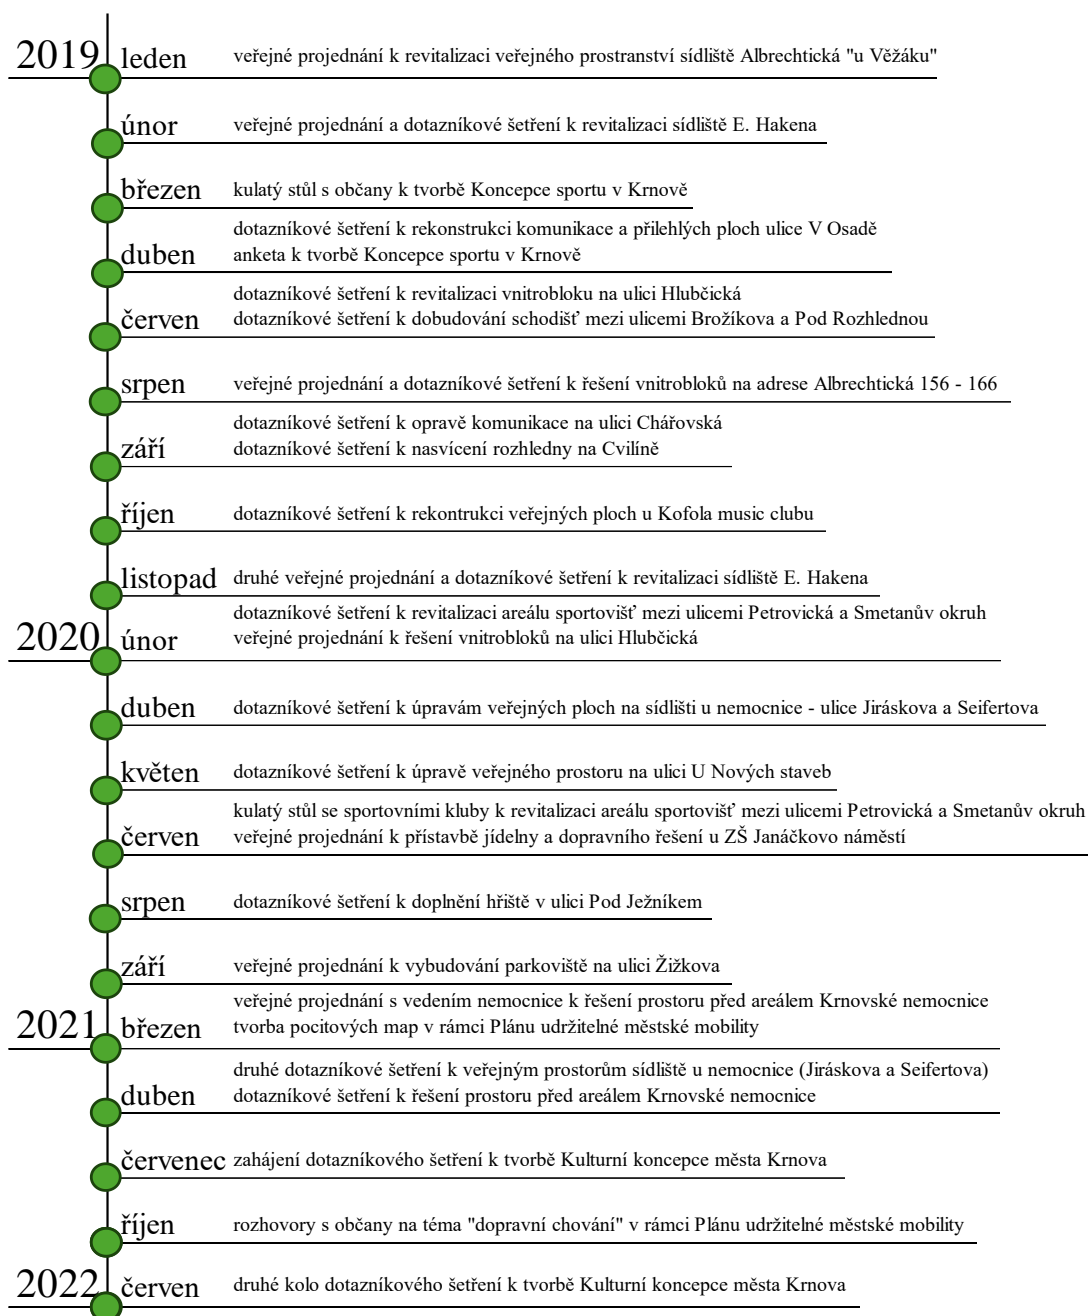 2019 leden veřejné projednání k revitalizaci veřejného prostranství sídliště Albrechtická "u Věžáku"
únor veřejné projednání a dotazníkové šetření k revitalizaci sídliště E. Hakena
březen kulatý stůl s občany k tvorbě Koncepce sportu v Krnově
dotazníkové šetření k rekonstrukci komunikace a přilehlých ploch ulice V Osadě
duben anketa k tvorbě Koncepce sportu v Krnově
dotazníkové šetření k revitalizaci vnitrobloku na ulici Hlubčická
červen dotazníkové šetření k dobudování schodišť mezi ulicemi Brožíkova a Pod Rozhlednou
srpen veřejné projednání a dotazníkové šetření k řešení vnitrobloků na adrese Albrechtická 156 - 166
dotazníkové šetření k opravě komunikace na ulici Chářovská
září dotazníkové šetření k nasvícení rozhledny na Cvilíně
říjen dotazníkové šetření k rekontrukci veřejných ploch u Kofola music clubu
listopad druhé veřejné projednání a dotazníkové šetření k revitalizaci sídliště E. Hakena
dotazníkové šetření k revitalizaci areálu sportovišť mezi ulicemi Petrovická a Smetanův okruh
2020 únor veřejné projednání k řešení vnitrobloků na ulici Hlubčická
duben dotazníkové šetření k úpravám veřejných ploch na sídlišti u nemocnice - ulice Jiráskova a Seifertova
květen dotazníkové šetření k úpravě veřejného prostoru na ulici U Nových staveb
kulatý stůl se sportovními kluby k revitalizaci areálu sportovišť mezi ulicemi Petrovická a Smetanův okruh
červen veřejné projednání k přístavbě jídelny a dopravního řešení u ZŠ Janáčkovo náměstí
srpen dotazníkové šetření k doplnění hřiště v ulici Pod Ježníkem
září veřejné projednání k vybudování parkoviště na ulici Žižkova
veřejné projednání s vedením nemocnice k řešení prostoru před areálem Krnovské nemocnice
2021 březen tvorba pocitových map v rámci Plánu udržitelné městské mobility
druhé dotazníkové šetření k veřejným prostorům sídliště u nemocnice (Jiráskova a Seifertova)
duben dotazníkové šetření k řešení prostoru před areálem Krnovské nemocnice
červenec zahájení dotazníkového šetření k tvorbě Kulturní koncepce města Krnova
říjen rozhovory s občany na téma "dopravní chování" v rámci Plánu udržitelné městské mobility
2022 červen druhé kolo dotazníkového šetření k tvorbě Kulturní koncepce města Krnova